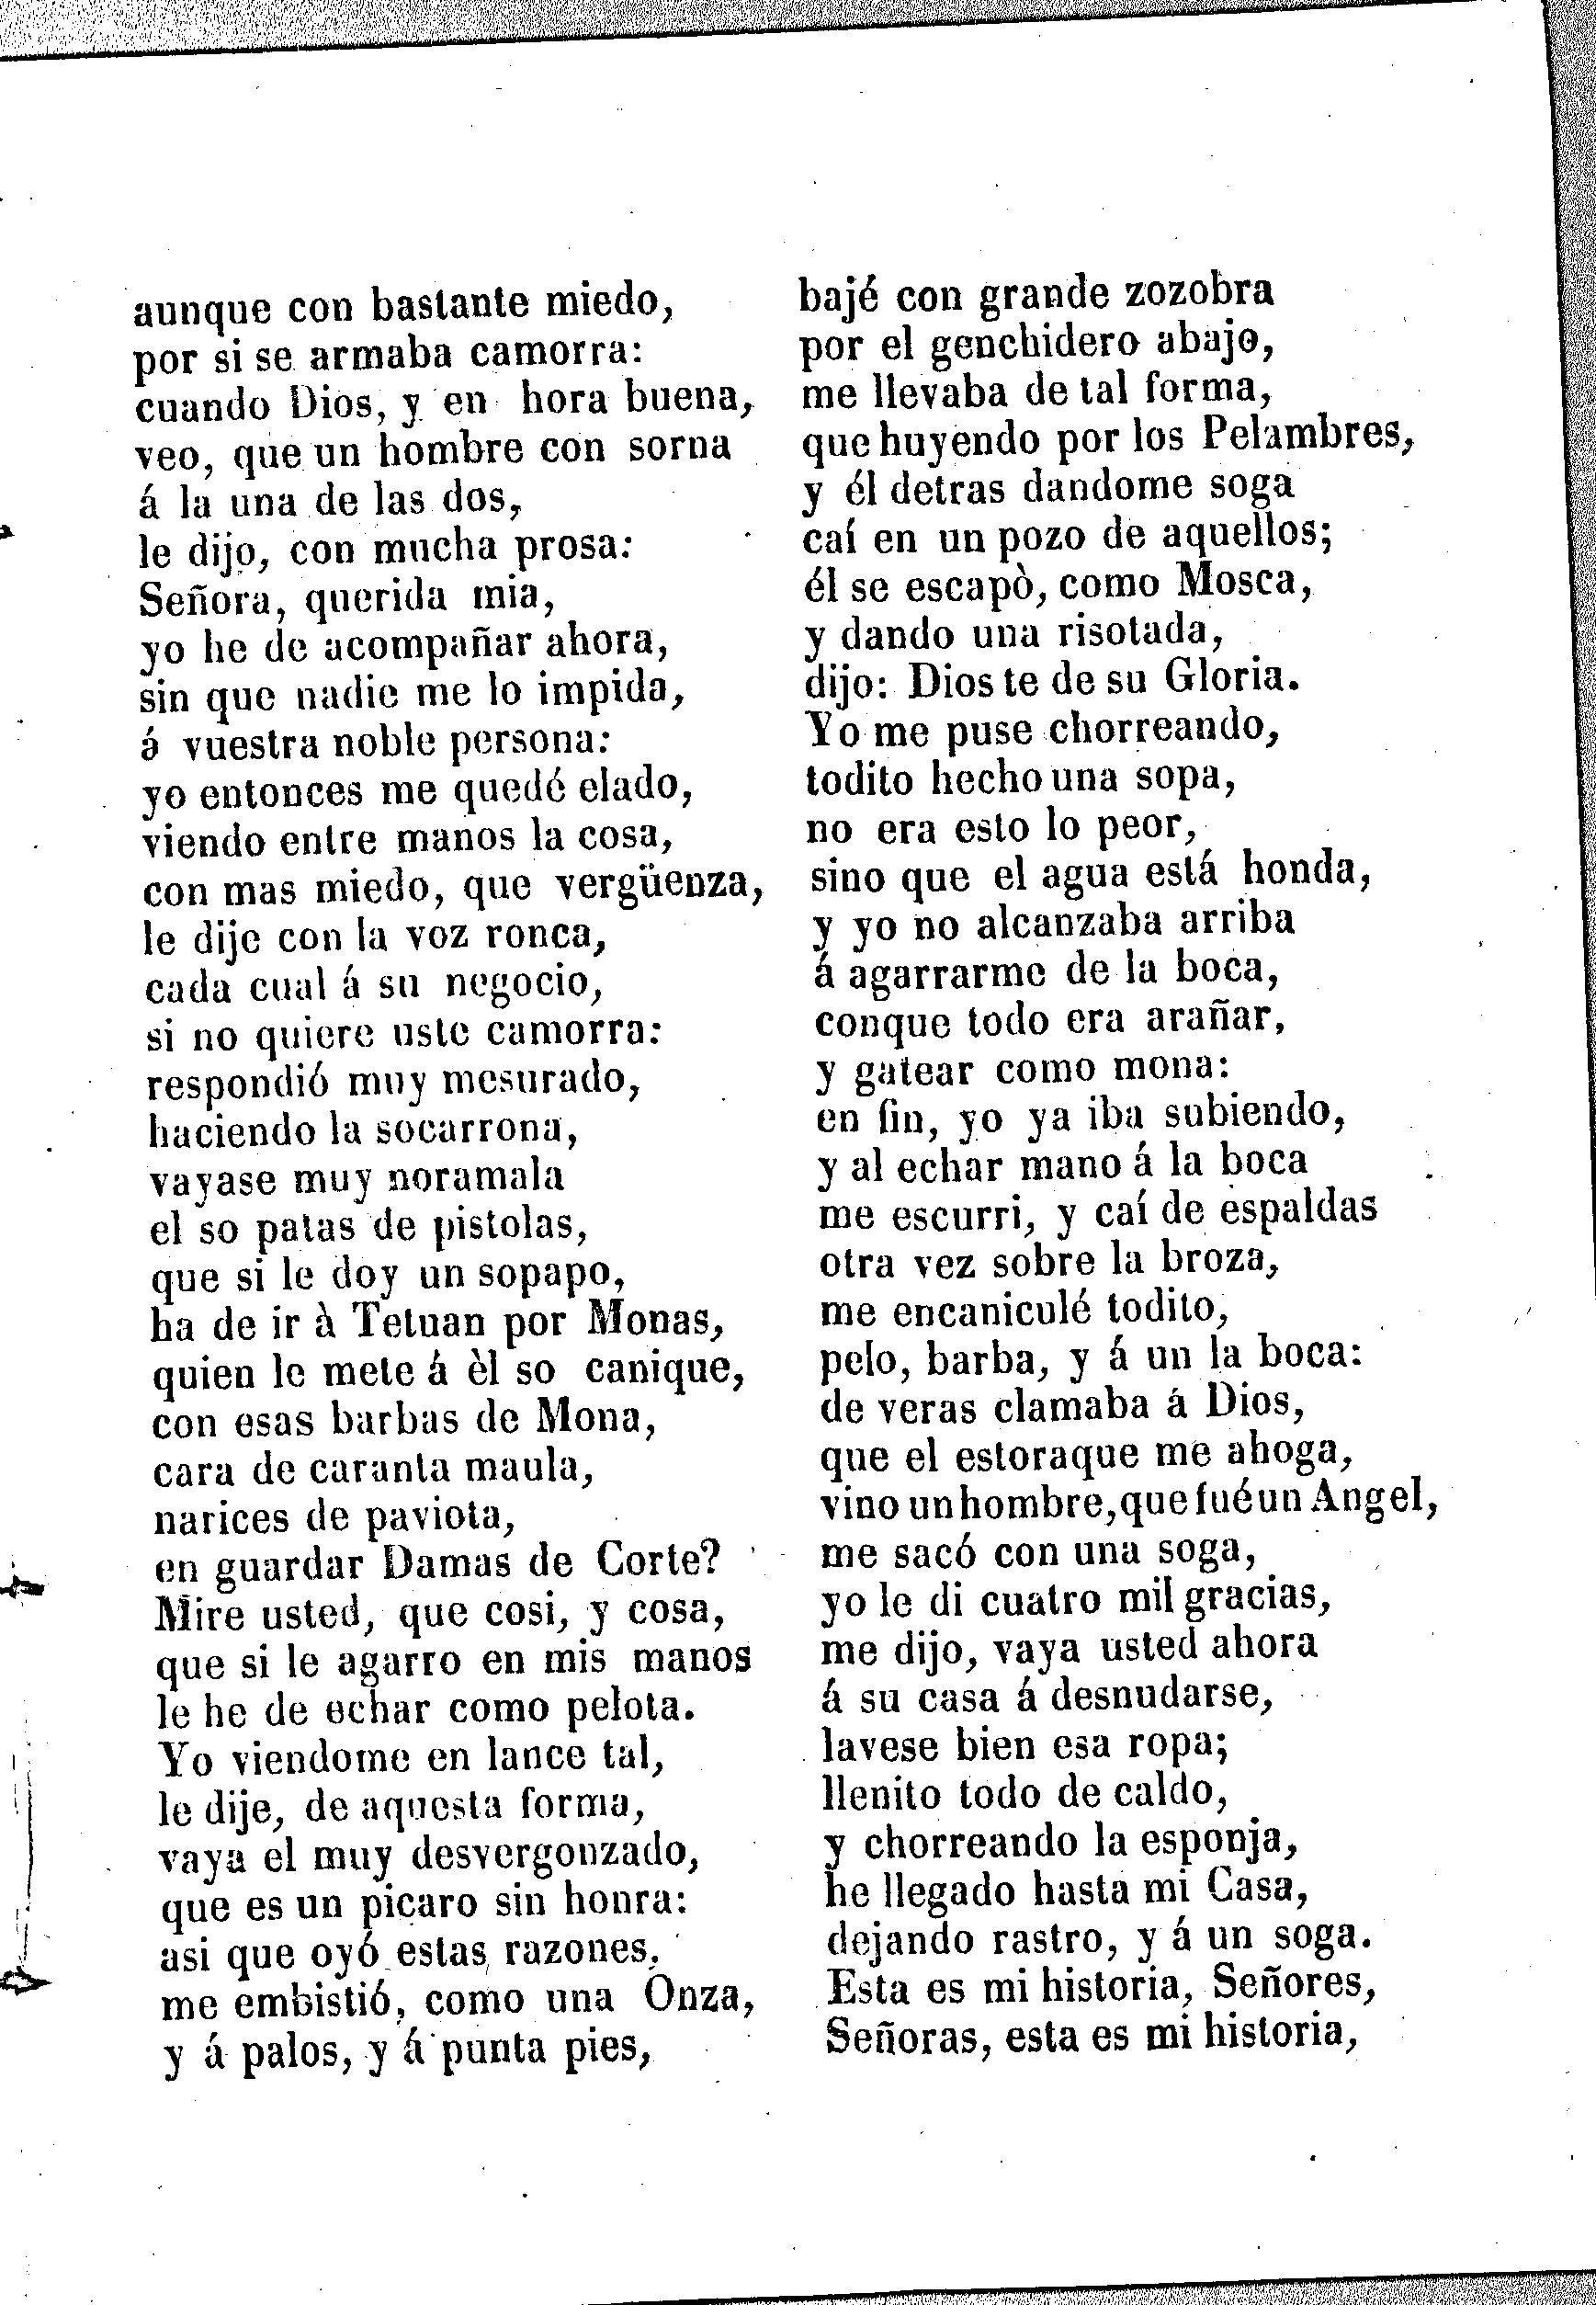 aunque con bastante miedo,
por si se armaba camorra:
cuando Dios, y en hora buena,
veo, que un hombre con sorna
á la una de las dos,
le dijo, con mucha prosa:
Señora, querida mia,
yo he de acompañar ahora,
sin que nadie me lo impida,
á vuestra noble persona:
yo entonces me quedé elado,
viendo entre manos la cosa,
con mas miedo, que vergüenza,
le dije con la voz ronca,
cada cual á su negocio,
si no quiere uste camorra:
respondió muy mesurado,
haciendo la socarrona,
vayase muy noramala
el so patas de pistolas,
que si le doy un sopapo,
ha de ir à Tetuan por Monas,
quien le mete á èl so canique,
con esas barbas de Mona,
cara de caranta maula,
narices de paviota,
en guardar Damas de Corte?
Mire usted, que cosi, y cosa,
que si le agarro en mis manos
le he de echar como pelota.
Yo viendome en lance tal,
le dije, de aquesta forma,
vaya el muy desvergonzado,
que es un picaro sin honra:
asi que oyó estas razones,
me embistió, como una Onza,
y á palos, y á punta pies,
bajé con grande zozobra
por el genchidero abajo,
me llevaba de tal forma,
que huyendo por los Pelambres,
y él detras dandome soga
caí en un pozo de aquellos;
él se escapò, como Mosca,
y dando una risotada,
dijo: Dios te de su Gloria.
Yo me puse chorreando,
todito hecho una sopa,
no era esto lo peor,
sino que el agua está honda,
y yo no alcanzaba arriba
á agarrarme de la boca,
conque todo era arañar,
y gatear como mona:
en fin, yo ya iba subiendo,
y al echar mano á la boca
me escurri, y caí de espaldas
otra vez sobre la broza,
me encaniculé todito,
pelo, barba, y á un la boca:
de veras clamaba á Dios,
que el estoraque me ahoga,
vino un hombre, que fué un Angel,
me sacó con una soga,
yo le di cuatro mil gracias,
me dijo, vaya usted ahora
á su casa á desnudarse,
lavese bien esa ropa;
llenito todo de caldo,
y chorreando la esponja,
he llegado hasta mi Casa,
dejando rastro, y á un soga.
Esta es mi historia, Señores,
Señoras, esta es mi historia,